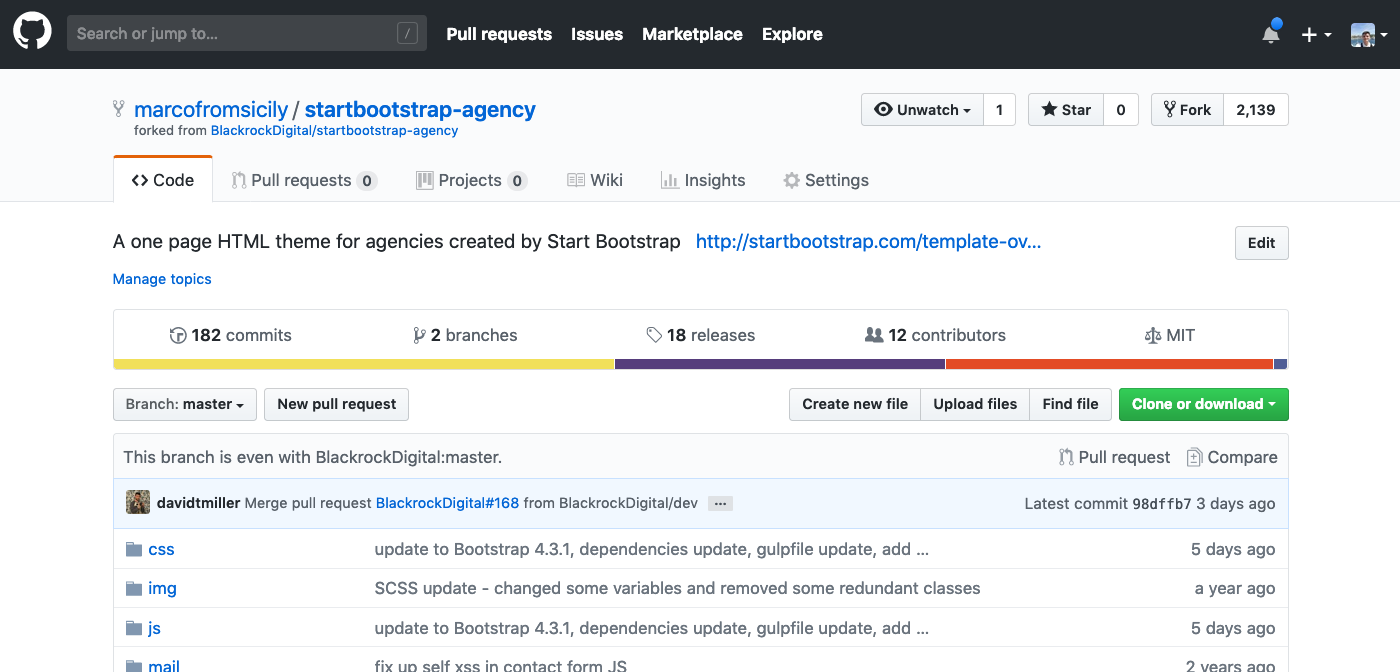 Search or jump to... /
Pull requests Issues Marketplace Explore
marcofromsicily / startbootstrap-agency
forked from BlackrockDigital/startbootstrap-agency
Unwatch 1 Star 0 Fork 2,139
Code Pull requests 0 Projects 0 Wiki Insights Settings
A one page HTML theme for agencies created by Start Bootstrap http://startbootstrap.com/template-ov...
Edit
Manage topics
182 commits 2 branches 18 releases 12 contributors MIT
Branch: master New pull request Create new file Upload files Find file Clone or download
This branch is even with BlackrockDigital:master. Pull request Compare
davidtmiller Merge pull request BlackrockDigital#168 from BlackrockDigital/dev ... Latest commit 98dffb7 3 days ago
css update to Bootstrap 4.3.1, dependencies update, gulpfile update, add ... 5 days ago
img SCSS update - changed some variables and removed some redundant classes a year ago
js update to Bootstrap 4.3.1, dependencies update, gulpfile update, add ... 5 days ago
mail fix up self xss in contact form JS 2 years ago